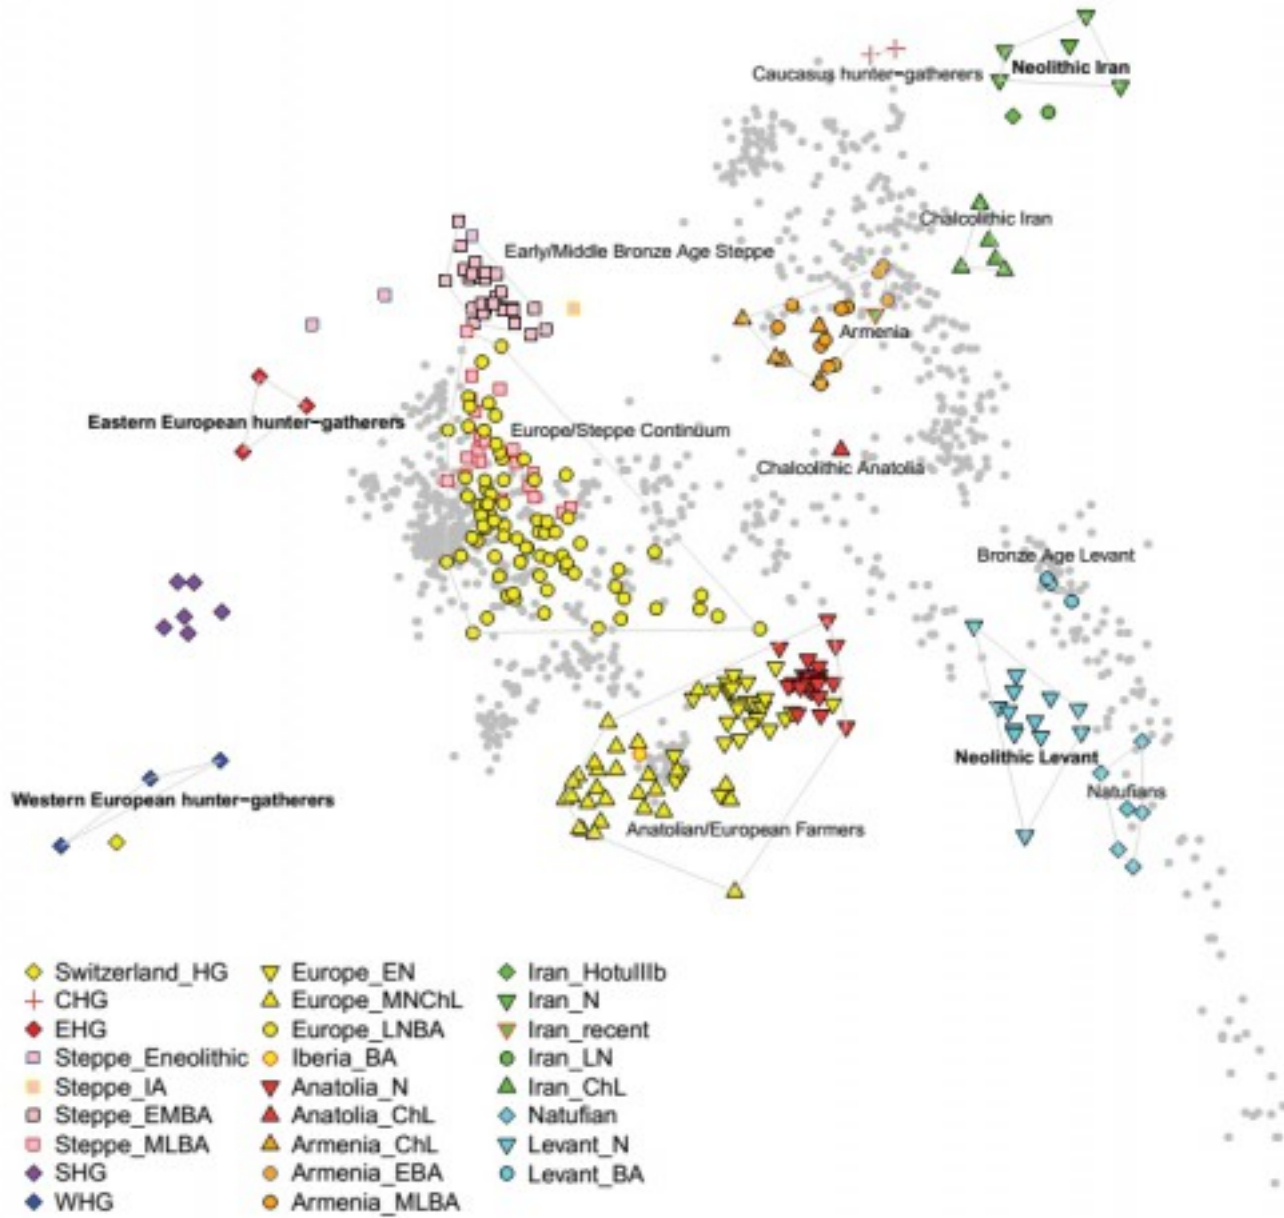 Caucasus hunter-gatherers
Neolithic Iran
Chalcolithic Iran
Early/Middle Bronze Age Steppe
Armenia
Eastern European hunter-gatherers
Europe/Steppe Continüum
Chalcolithic Anatolia
Bronze Age Levant
Neolithic Levant
Natufians
Western European hunter-gatherers
Anatolian/European Farmers
Switzerland_HG
CHG
EHG
Steppe_Eneolithic
Steppe_IA
Steppe_EMBA
Steppe_MLBA
SHG
WHG
Europe_EN
Europe_MNChL
Europe_LNBA
Iberia_BA
Anatolia_N
Anatolia_ChL
Armenia_ChL
Armenia_EBA
Armenia_MLBA
Iran_HotuIIIb
Iran_N
Iran_recent
Iran_LN
Iran_ChL
Natufian
Levant_N
Levant_BA